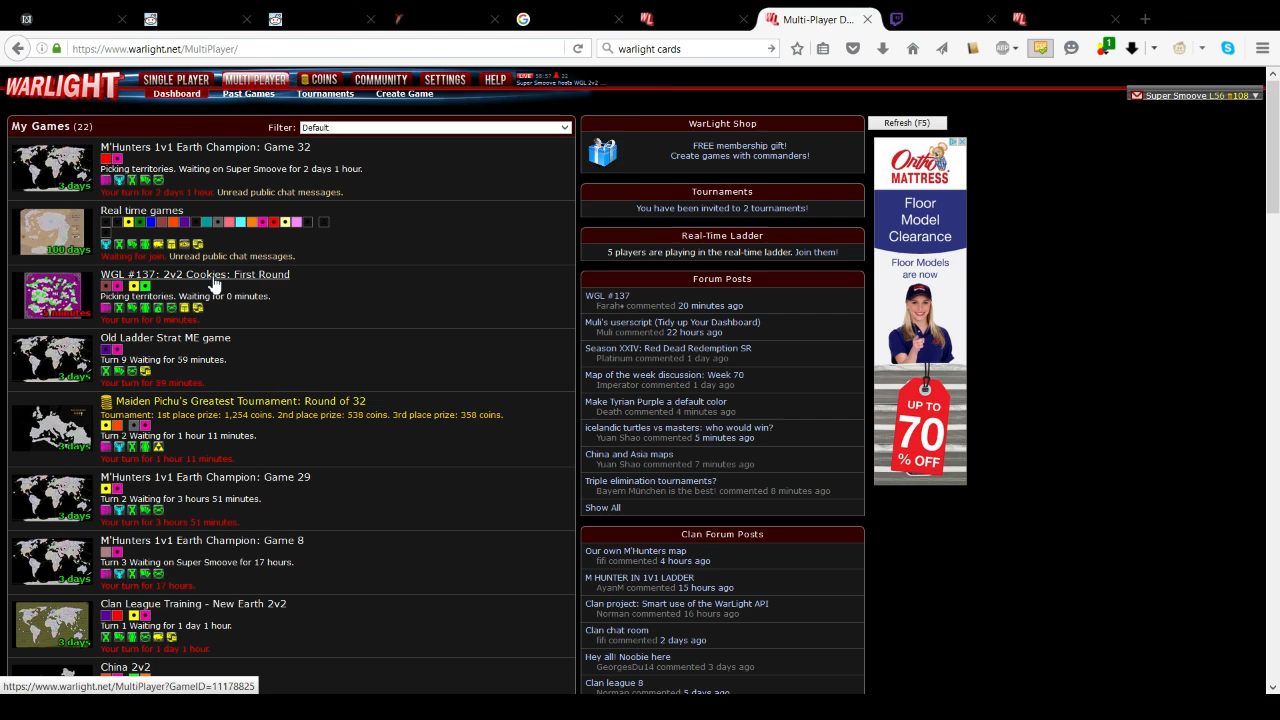 Multi-Player D...
https://www.warlight.net/MultiPlayer/
warlight cards
1
ABP
WARLIGHT
SINGLE PLAYER
MULTI-PLAYER
COINS
COMMUNITY
SETTINGS
HELP
LIVE 58:57 22
Super Smoove hosts WGL 2v2 ...
Dashboard
Past Games
Tournaments
Create Game
Super Smoove L56 108
My Games (22)
Filter:
Default
M'Hunters 1v1 Earth Champion: Game 32
Picking territories. Waiting on Super Smoove for 2 days 1 hour.
Your turn for 2 days 1 hour. Unread public chat messages.
3 days
Real time games
Waiting for join. Unread public chat messages.
100 days
WGL #137: 2v2 Cookies: First Round
Picking territories. Waiting for 0 minutes.
Your turn for 0 minutes.
Old Ladder Strat ME game
Turn 9 Waiting for 59 minutes.
Your turn for 59 minutes.
3 days
Maiden Pichu's Greatest Tournament: Round of 32
Tournament: 1st place prize: 1,254 coins. 2nd place prize: 538 coins. 3rd place prize: 358 coins.
Turn 2 Waiting for 1 hour 11 minutes.
Your turn for 1 hour 11 minutes.
3 days
M'Hunters 1v1 Earth Champion: Game 29
Turn 2 Waiting for 3 hours 51 minutes.
Your turn for 3 hours 51 minutes.
3 days
M'Hunters 1v1 Earth Champion: Game 8
Turn 3 Waiting on Super Smoove for 17 hours.
Your turn for 17 hours.
3 days
Clan League Training - New Earth 2v2
Turn 1 Waiting for 1 day 1 hour.
Your turn for 1 day 1 hour.
3 days
China 2v2
https://www.warlight.net/MultiPlayer?GameID=11178825
WarLight Shop
FREE membership gift!
Create games with commanders!
Tournaments
You have been invited to 2 tournaments!
Real-Time Ladder
5 players are playing in the real-time ladder. Join them!
Forum Posts
WGL #137
Farah♦ commented 20 minutes ago
Muli's userscript (Tidy up Your Dashboard)
Muli commented 22 hours ago
Season XXIV: Red Dead Redemption SR
Platinum commented 1 day ago
Map of the week discussion: Week 70
Imperator commented 1 day ago
Make Tyrian Purple a default color
Death commented 4 minutes ago
icelandic turtles vs masters: who would win?
Yuan Shao commented 5 minutes ago
China and Asia maps
Yuan Shao commented 7 minutes ago
Triple elimination tournaments?
Bayern München is the best! commented 8 minutes ago
Show All
Clan Forum Posts
Our own M'Hunters map
fifi commented 4 hours ago
M HUNTER IN 1V1 LADDER
AyanM commented 15 hours ago
Clan project: Smart use of the WarLight API
Norman commented 16 hours ago
Clan chat room
fifi commented 2 days ago
Hey all! Noobie here
GeorgesDu14 commented 3 days ago
Clan league 8
Norman commented 5 days ago
Refresh (F5)
Ortho
MATTRESS
Floor
Model
Clearance
Floor Models
are now
UP TO
70
% OFF